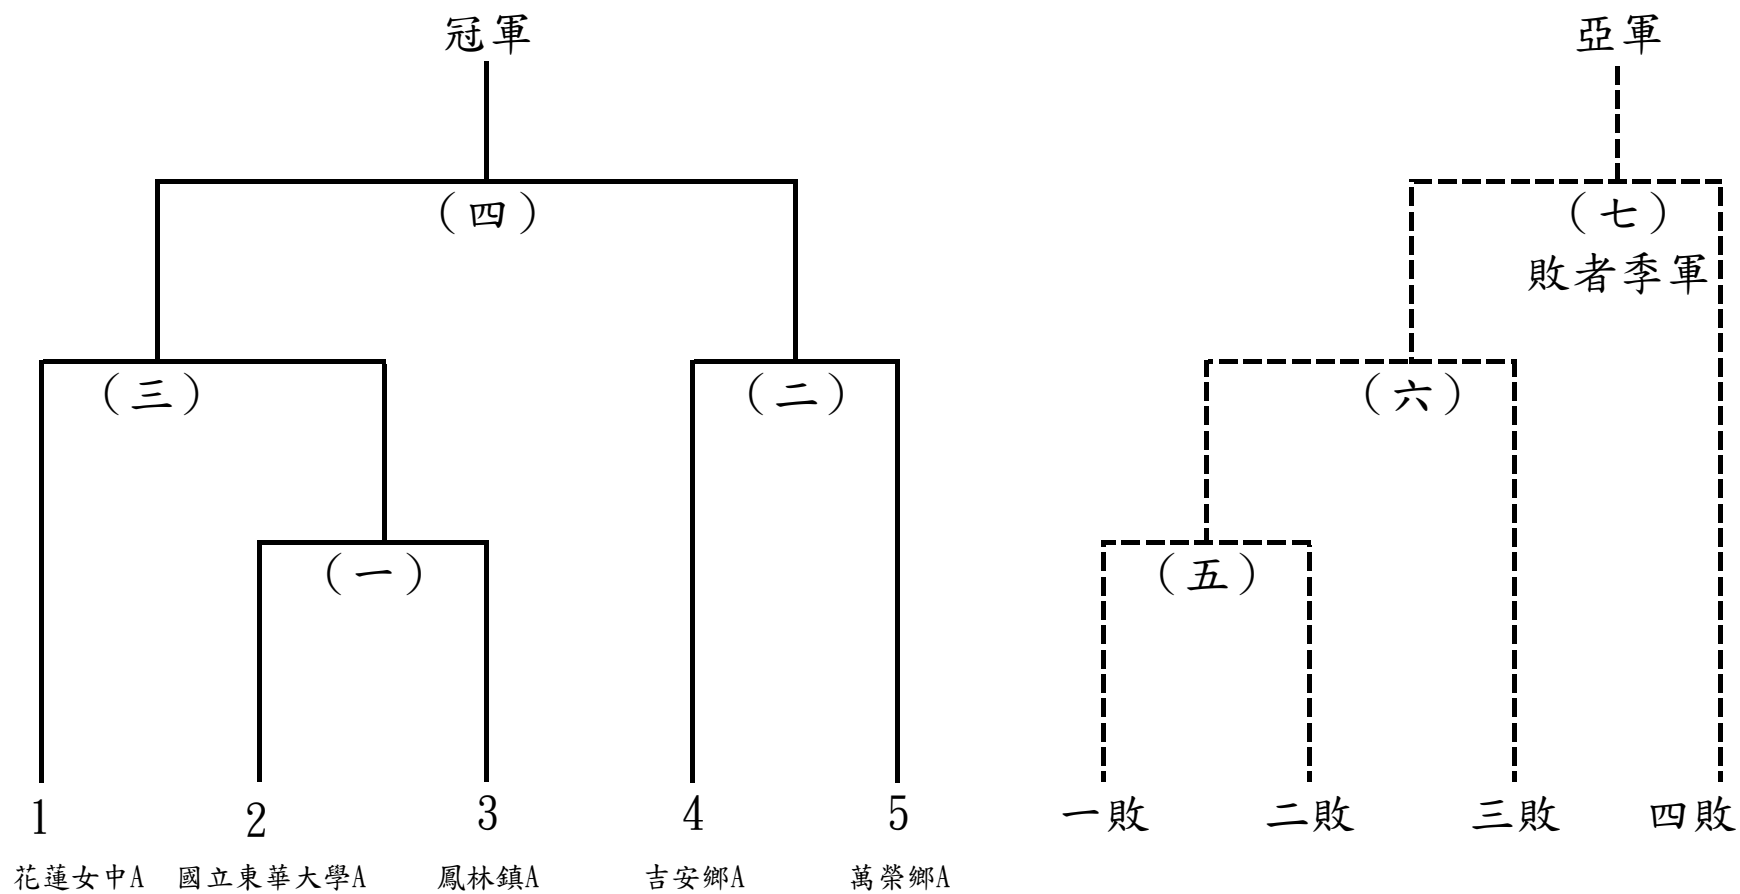 冠軍 亞軍
(四) (七)
敗者季軍
(三) (二) (六)
(一) (五)
1 2 3 4 5 一敗 二敗 三敗 四敗
花蓮女中A 國立東華大學A 鳳林鎮A 吉安鄉A 萬榮鄉A